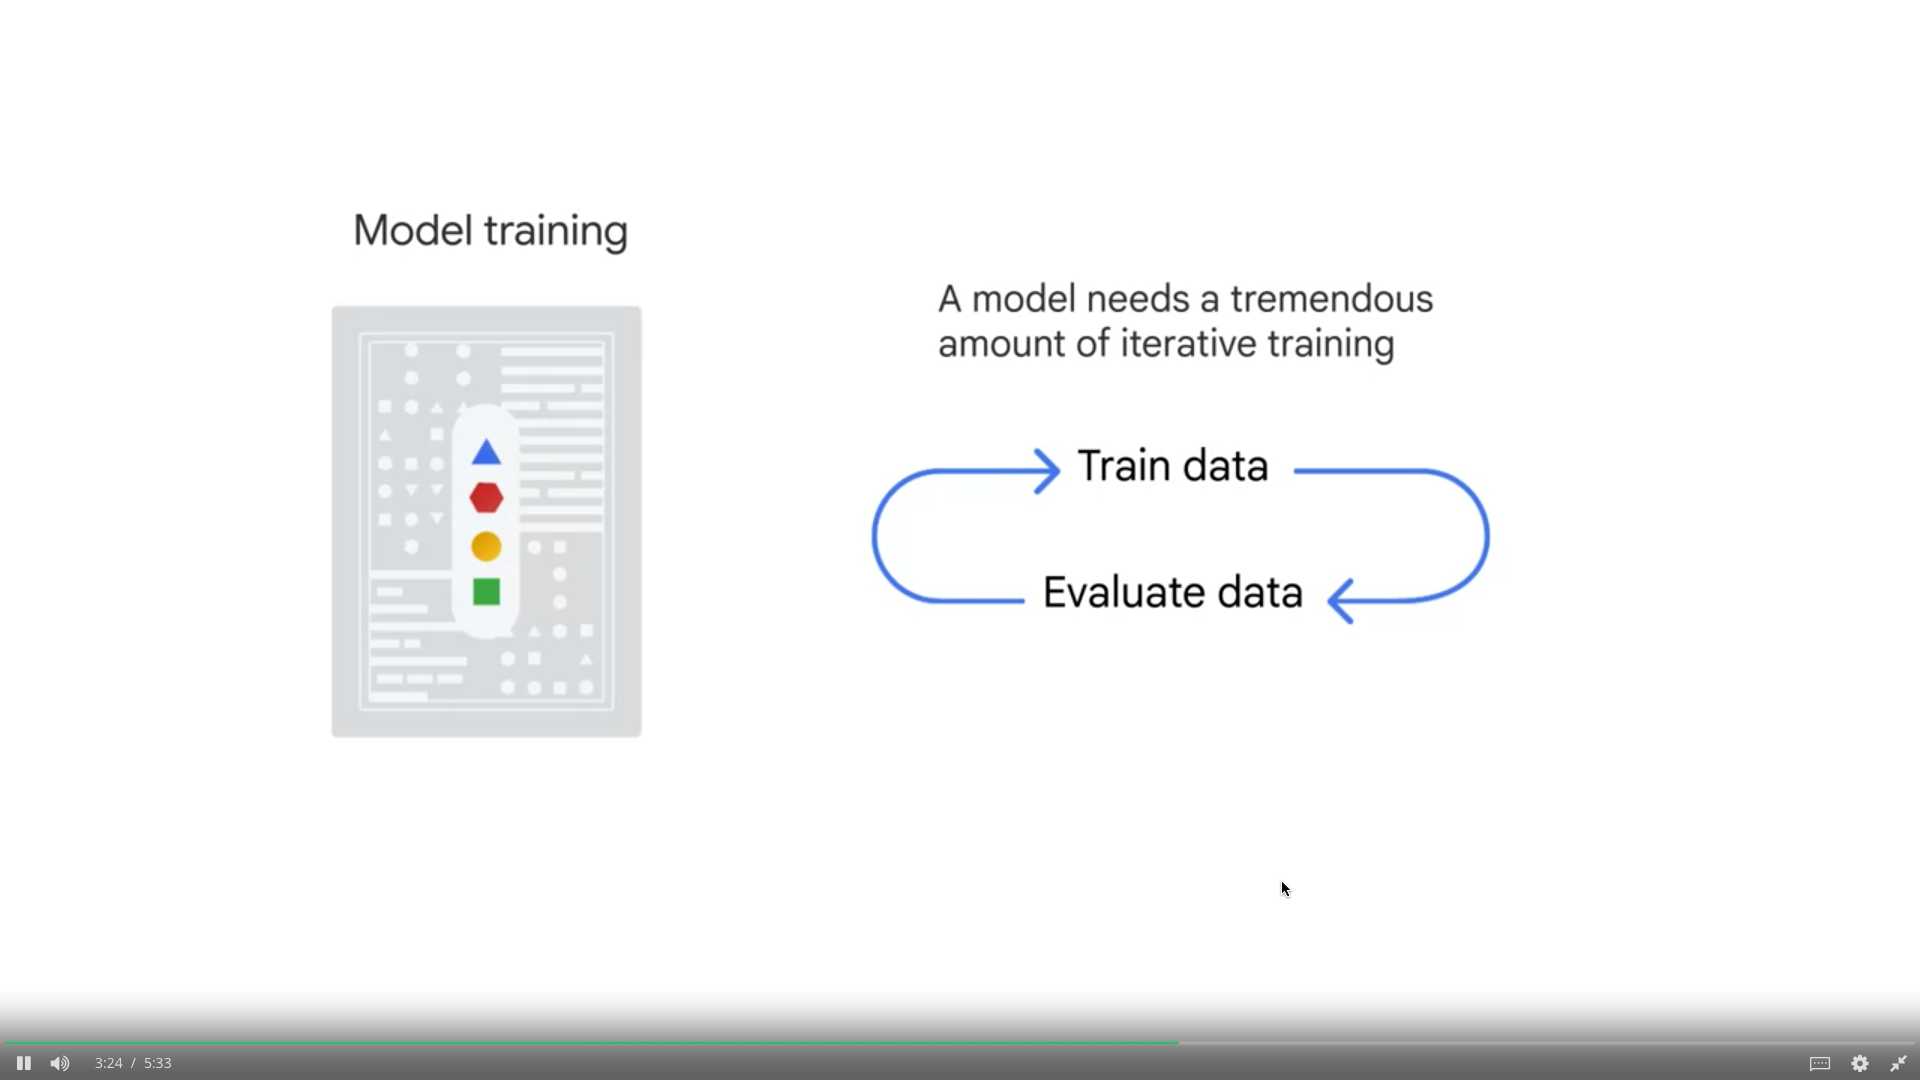 Model training
A model needs a tremendous
amount of iterative training
Train data
Evaluate data
3:24 / 5:33